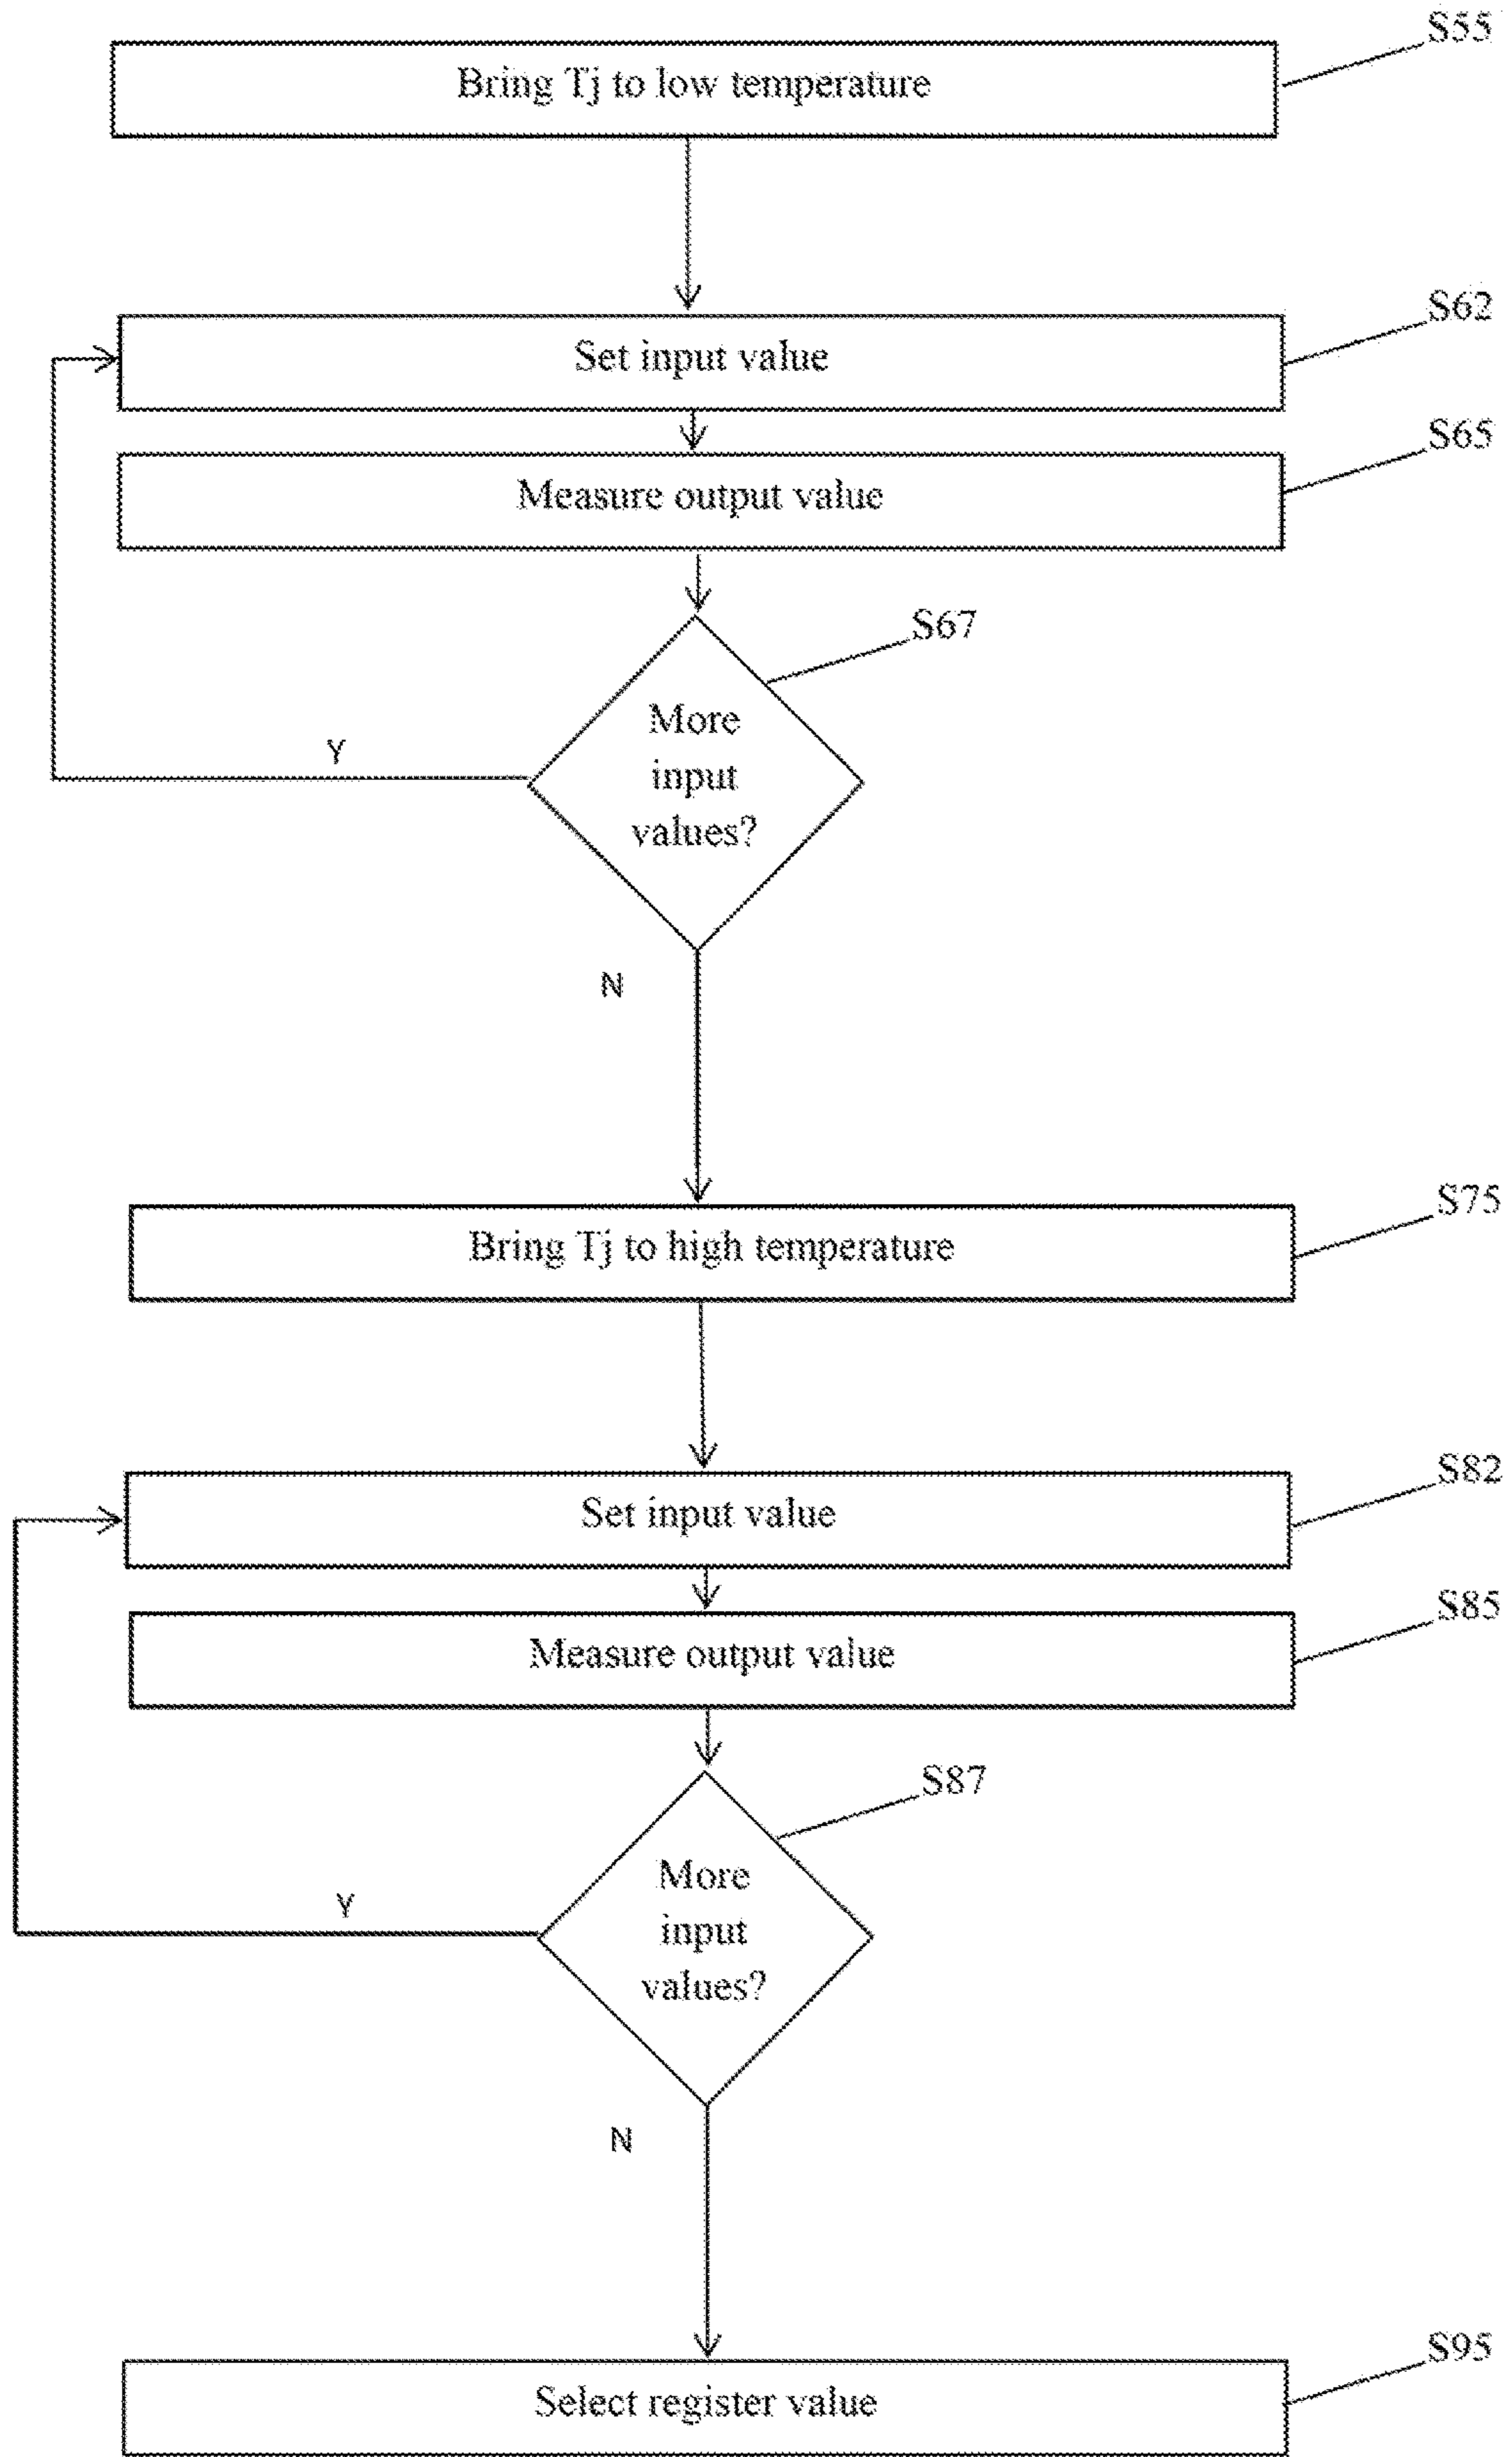 S55
Bring Tj to low temperature
S62
Set input value
S65
Measure output value
S67
More
input
values?
Y
N
S75
Bring Tj to high temperature
S82
Set input value
S85
Measure output value
S87
More
input
values?
Y
N
S95
Select register value